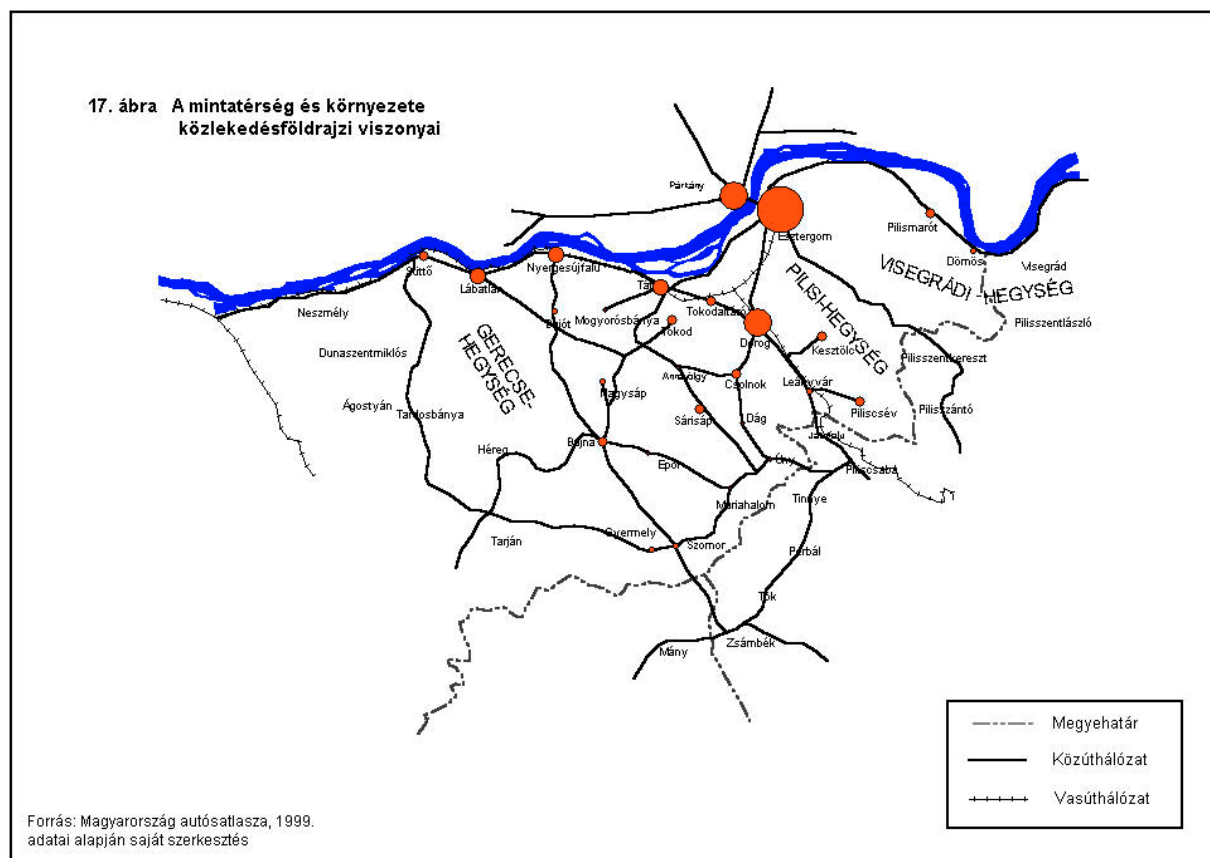 17. ábra A mintatérség és környezete
közlekedésföldrajzi viszonyai
Párkány
Esztergom
Pilismarót
Dömös
Visegrád
VISEGRÁDI-HEGYSÉG
Pilisszentlászló
PILISI-HEGYSÉG
Süttő
Lábatlan
Nyergesújfalu
Tát
Neszmély
Bajót
Mogyorósbánya
Tokodaltáró
Tokod
Dorog
Kesztölc
Pilisszentkereszt
Dunaszentmiklós
GERECSE-
HEGYSÉG
Annavölgy
Csolnok
Leányvár
Ágostyán
Tardosbánya
Nagysáp
Sárisáp
Dág
Piliscsév
Pilisszántó
Jászfalu
Héreg
Bajna
Epöl
Úny
Piliscsaba
Máriahalom
Tinnye
Tarján
Gyermely
Szomor
Perbál
Tök
Mány
Zsámbék
Megyehatár
Közúthálózat
Vasúthálózat
Forrás: Magyarország autósatlasza, 1999.
adatai alapján saját szerkesztés